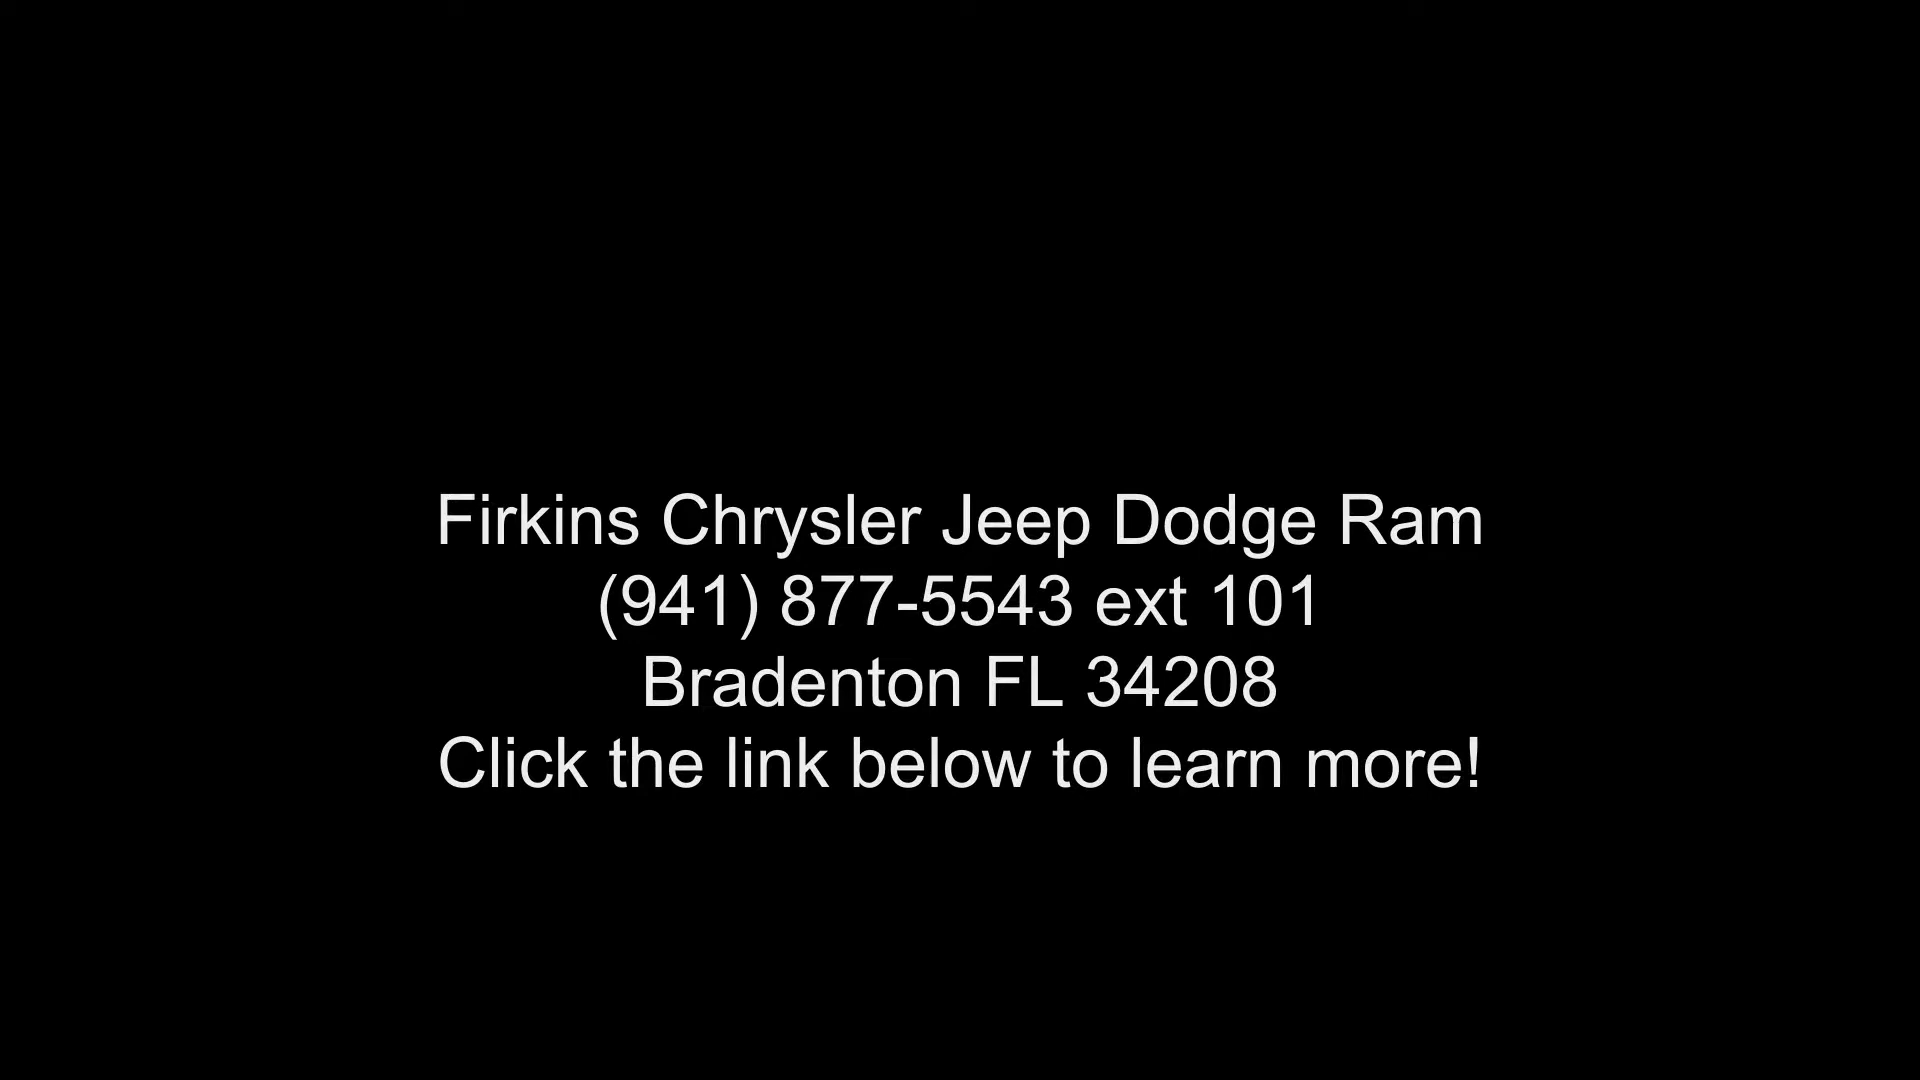 Firkins Chrysler Jeep Dodge Ram
(941) 877-5543 ext 101
Bradenton FL 34208
Click the link below to learn more!